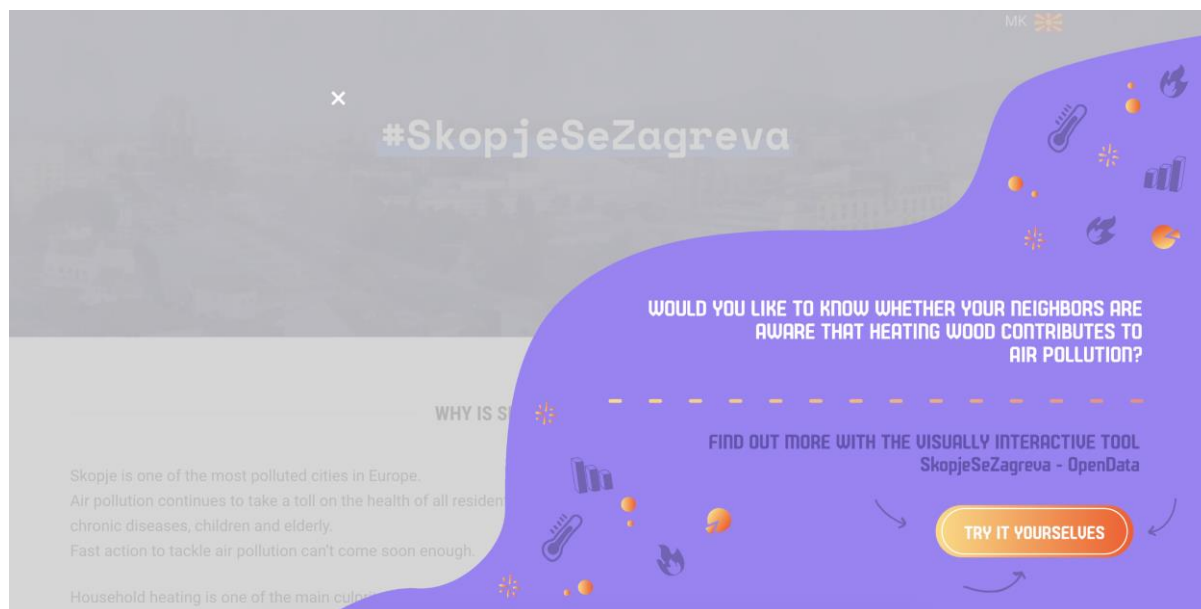 MK
#SkopjeSeZagreva
WOULD YOU LIKE TO KNOW WHETHER YOUR NEIGHBORS ARE
AWARE THAT HEATING WOOD CONTRIBUTES TO
AIR POLLUTION?
WHY IS
FIND OUT MORE WITH THE VISUALLY INTERACTIVE TOOL
SkopjeSeZagreva - OpenData
TRY IT YOURSELVES
Skopje is one of the most polluted cities in Europe.
Air pollution continues to take a toll on the health of all
chronic diseases, children and elderly.
Fast action to tackle air pollution can't come soon enough.
Household heating is one of the main